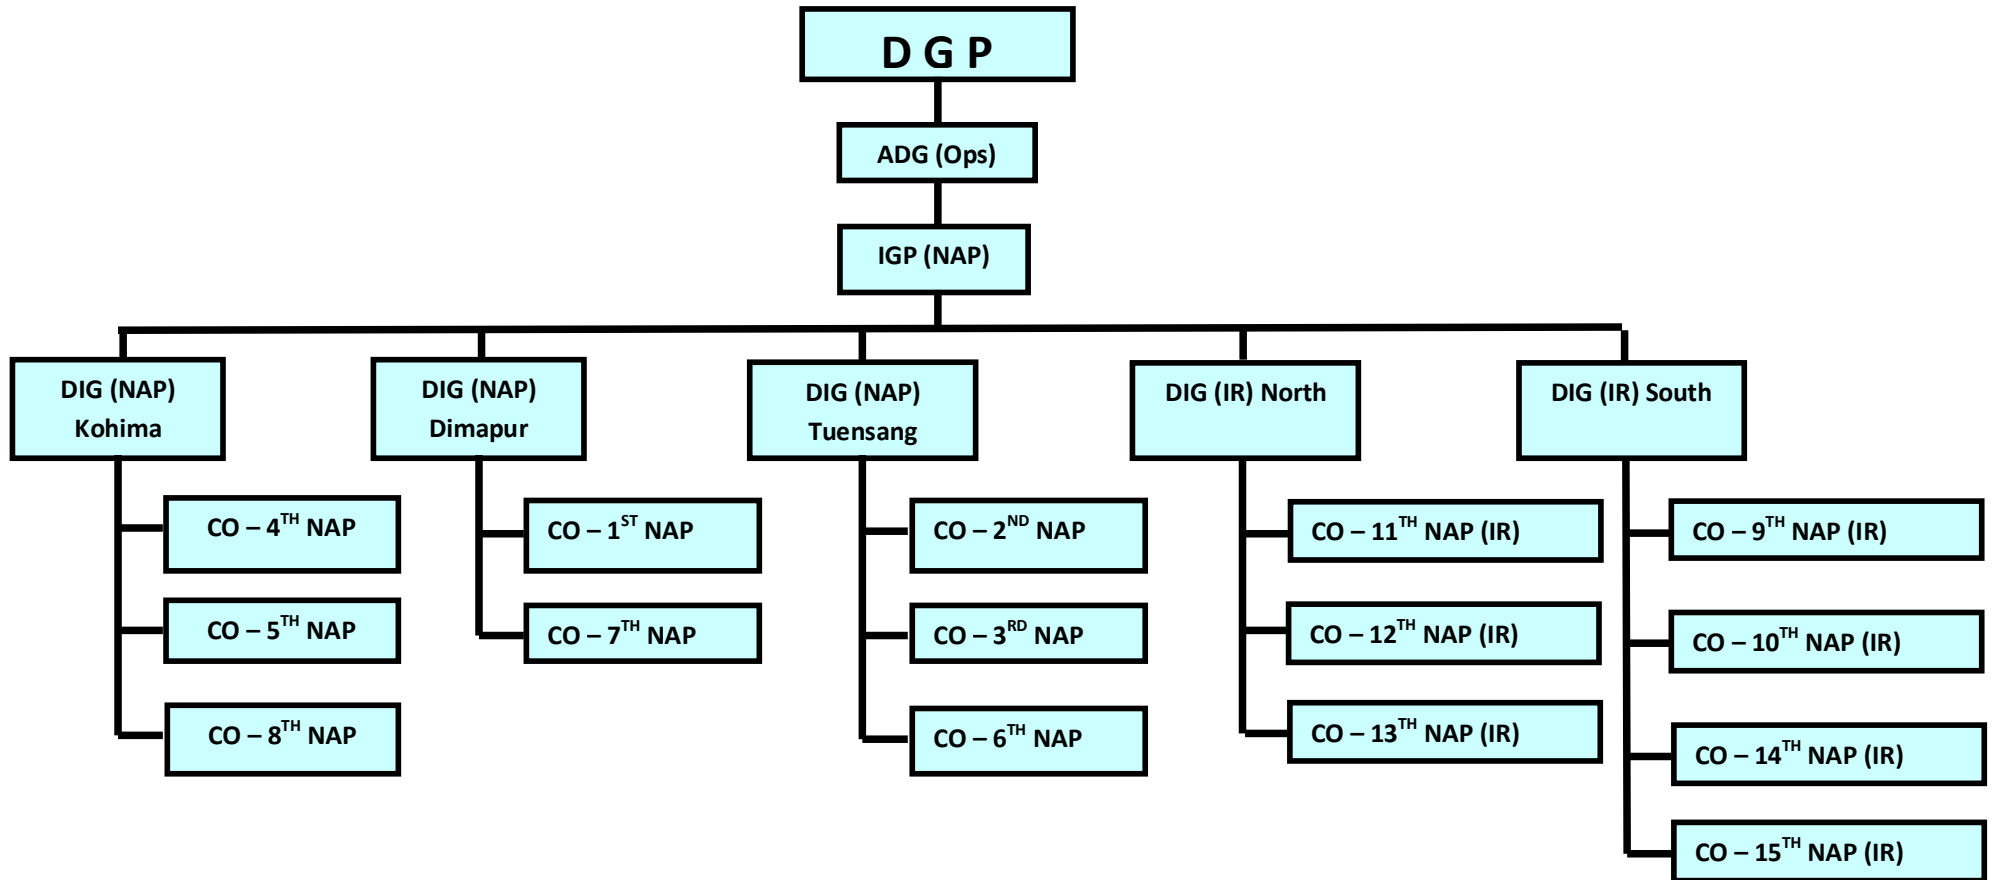 D G P
ADG (Ops)
IGP (NAP)
DIG (NAP)
Kohima
DIG (NAP)
Dimapur
DIG (NAP)
Tuensang
DIG (IR) North
DIG (IR) South
CO – 4TH NAP
CO – 5TH NAP
CO – 8TH NAP
CO – 1ST NAP
CO – 7TH NAP
CO – 2ND NAP
CO – 3RD NAP
CO – 6TH NAP
CO – 11TH NAP (IR)
CO – 12TH NAP (IR)
CO – 13TH NAP (IR)
CO – 9TH NAP (IR)
CO – 10TH NAP (IR)
CO – 14TH NAP (IR)
CO – 15TH NAP (IR)